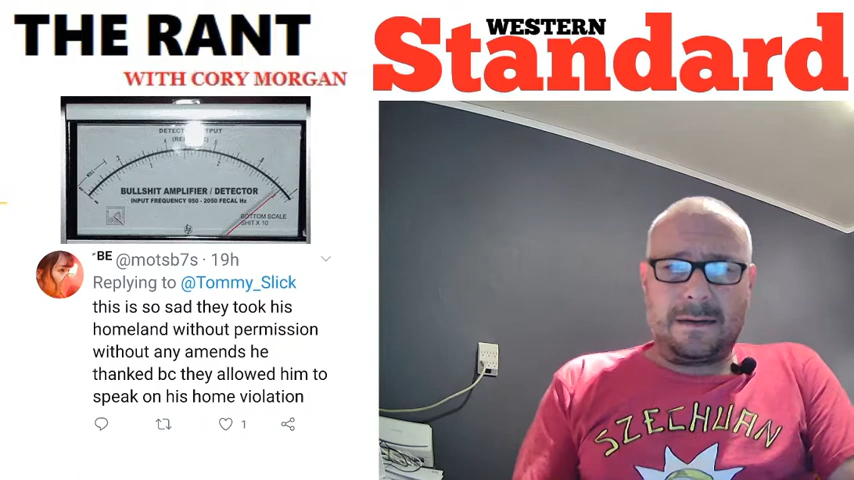 THE RANT
WITH CORY MORGAN
WESTERN
Standard
BULLSHIT AMPLIFIER / DETECTOR
INPUT FREQUENCY 950 - 2050 FECAL Hz
BOTTOM SCALE
SHIT X 10
BE @motsb7s · 19h
Replying to @Tommy_Slick
this is so sad they took his
homeland without permission
without any amends he
thanked bc they allowed him to
speak on his home violation
1
SZECHUAN